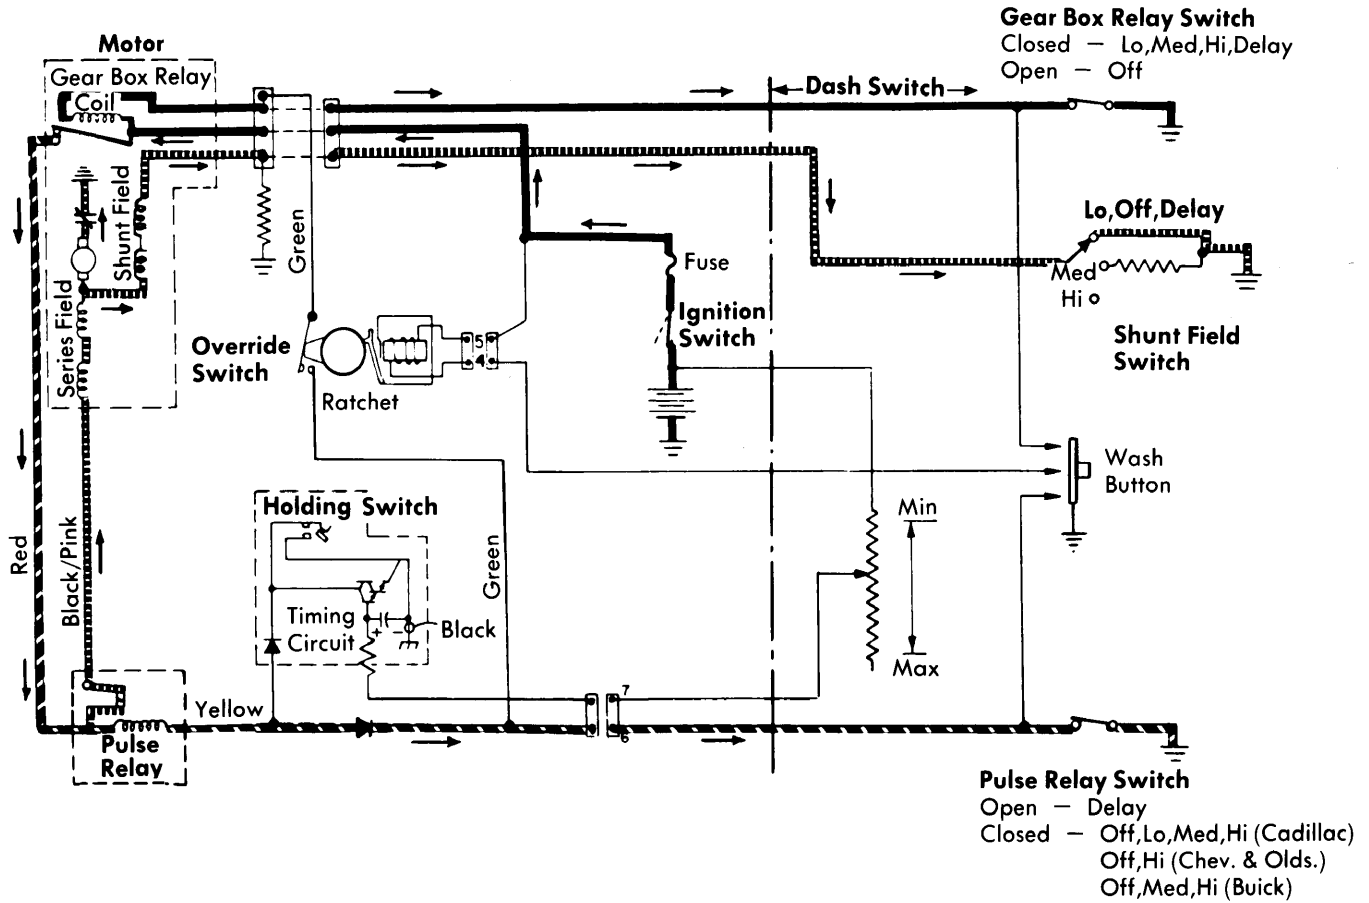 Gear Box Relay Switch
Closed — Lo,Med,Hi,Delay
Open — Off
Motor
Gear Box Relay
Coil
Dash Switch
Shunt Field
Series Field
Green
Lo,Off,Delay
Med
Hi
Shunt Field
Switch
Fuse
Ignition
Switch
Override
Switch
5
4
Ratchet
Wash
Button
Holding Switch
Min
Max
Red
Black/Pink
Green
Timing
Circuit
+
Black
7
6
Yellow
Pulse
Relay
Pulse Relay Switch
Open — Delay
Closed — Off,Lo,Med,Hi (Cadillac)
Off,Hi (Chev. & Olds.)
Off,Med,Hi (Buick)